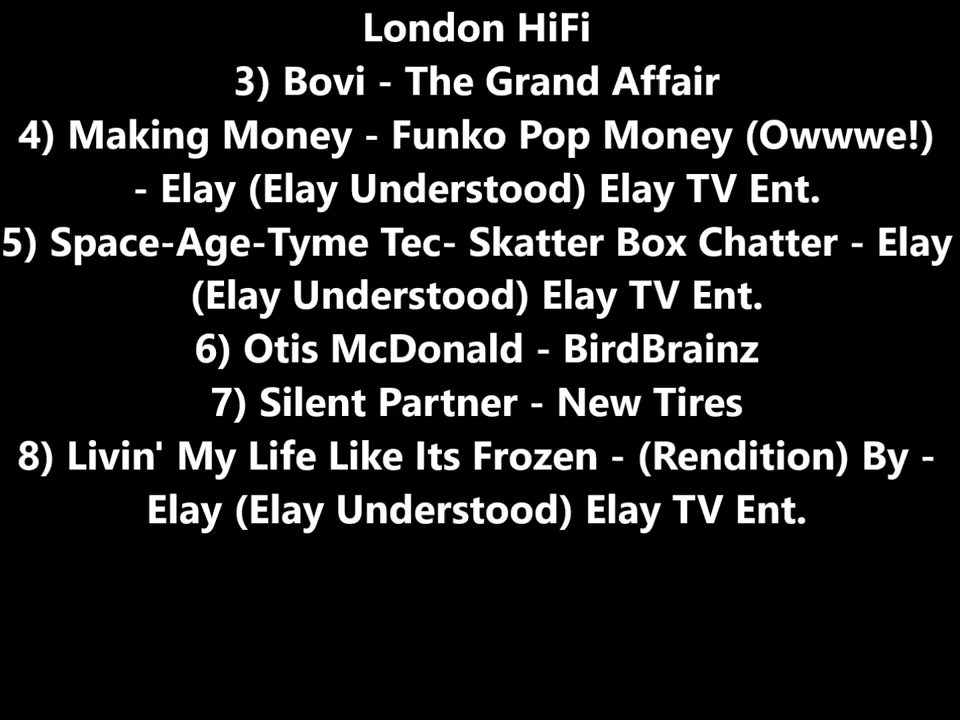 London HiFi
3) Bovi - The Grand Affair
4) Making Money - Funko Pop Money (Owwwe!)
- Elay (Elay Understood) Elay TV Ent.
5) Space-Age-Tyme Tec- Skatter Box Chatter - Elay
(Elay Understood) Elay TV Ent.
6) Otis McDonald - BirdBrainz
7) Silent Partner - New Tires
8) Livin' My Life Like Its Frozen - (Rendition) By -
Elay (Elay Understood) Elay TV Ent.